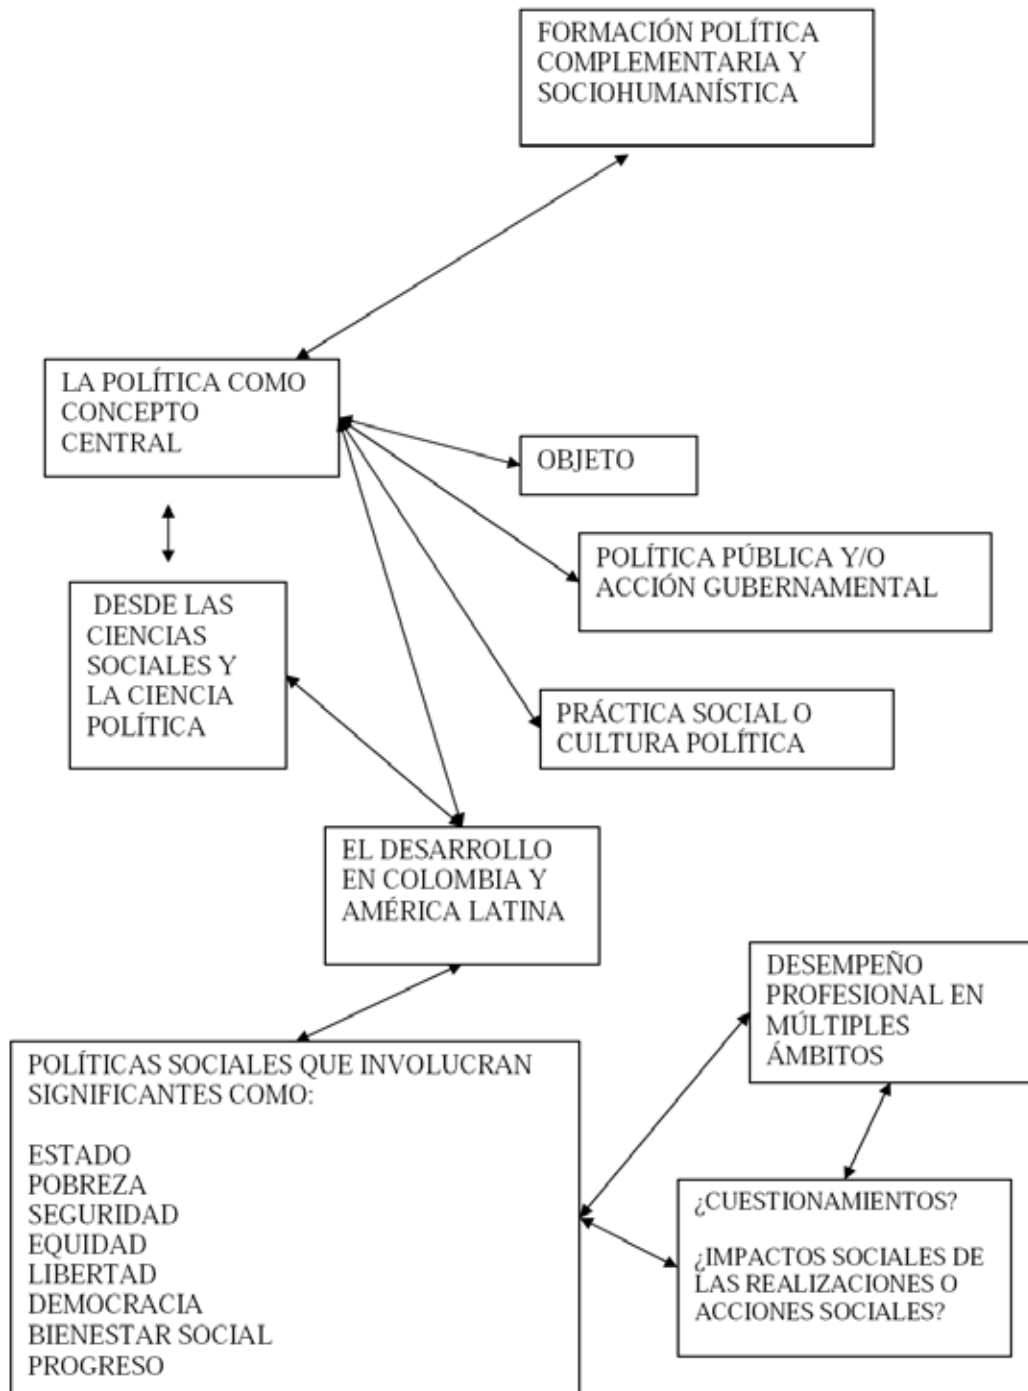 FORMACIÓN POLÍTICA
COMPLEMENTARIA Y
SOCIOHUMANÍSTICA
LA POLÍTICA COMO
CONCEPTO
CENTRAL
OBJETO
POLÍTICA PÚBLICA Y/O
ACCIÓN GUBERNAMENTAL
DESDE LAS
CIENCIAS
SOCIALES Y
LA CIENCIA
POLÍTICA
PRÁCTICA SOCIAL O
CULTURA POLÍTICA
EL DESARROLLO
EN COLOMBIA Y
AMÉRICA LATINA
DESEMPEÑO
PROFESIONAL EN
MÚLTIPLES
ÁMBITOS
POLÍTICAS SOCIALES QUE INVOLUCRAN
SIGNIFICANTES COMO:
ESTADO
POBREZA
SEGURIDAD
EQUIDAD
LIBERTAD
DEMOCRACIA
BIENESTAR SOCIAL
PROGRESO
¿CUESTIONAMIENTOS?
¿IMPACTOS SOCIALES DE
LAS REALIZACIONES O
ACCIONES SOCIALES?